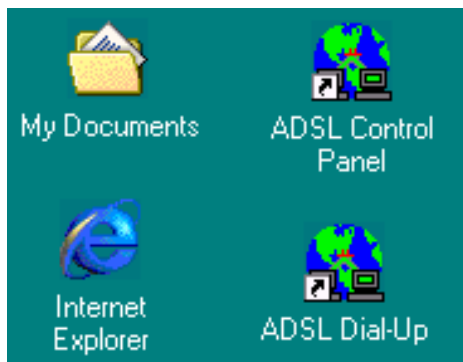 My Documents
ADSL Control
Panel
Internet
Explorer
ADSL Dial-Up